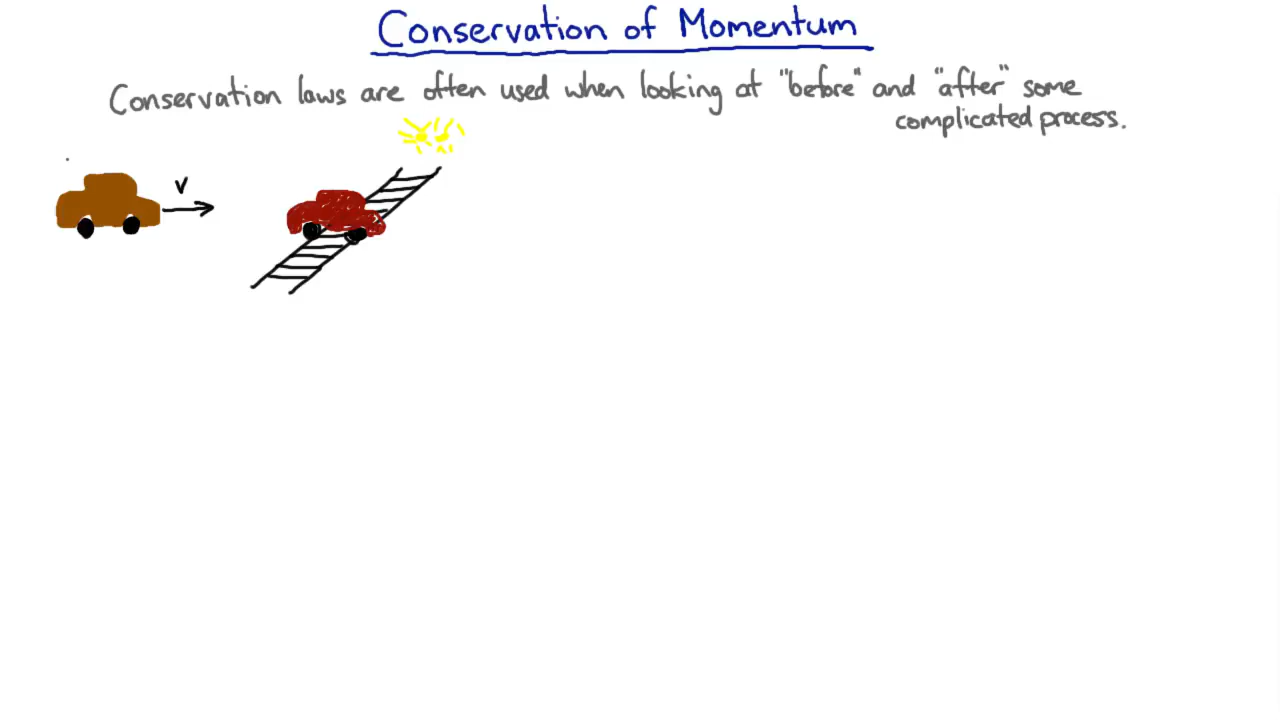 Conservation of Momentum
Conservation laws are often used when looking at "before" and "after" some
complicated process.
v